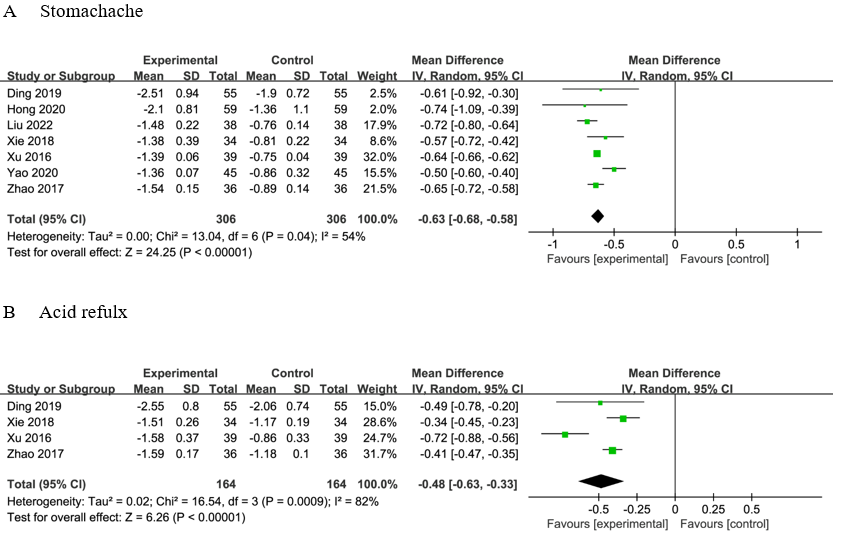 A Stomachache
Experimental Control Mean Difference Mean Difference
Study or Subgroup Mean SD Total Mean SD Total Weight IV, Random, 95% CI IV, Random, 95% CI
Ding 2019 -2.51 0.94 55 -1.9 0.72 55 2.5% -0.61 [-0.92, -0.30]
Hong 2020 -2.1 0.81 59 -1.36 1.1 59 2.0% -0.74 [-1.09, -0.39]
Liu 2022 -1.48 0.22 38 -0.76 0.14 38 17.9% -0.72 [-0.80, -0.64]
Xie 2018 -1.38 0.39 34 -0.81 0.22 34 8.6% -0.57 [-0.72, -0.42]
Xu 2016 -1.39 0.06 39 -0.75 0.04 39 32.0% -0.64 [-0.66, -0.62]
Yao 2020 -1.36 0.07 45 -0.86 0.32 45 15.5% -0.50 [-0.60, -0.40]
Zhao 2017 -1.54 0.15 36 -0.89 0.14 36 21.5% -0.65 [-0.72, -0.58]
Total (95% CI) 306 306 100.0% -0.63 [-0.68, -0.58]
Heterogeneity: Tau² = 0.00; Chi² = 13.04, df = 6 (P = 0.04); I² = 54%
Test for overall effect: Z = 24.25 (P < 0.00001)
-1 -0.5 0 0.5 1
Favours [experimental] Favours [control]
B Acid refulx
Experimental Control Mean Difference Mean Difference
Study or Subgroup Mean SD Total Mean SD Total Weight IV, Random, 95% CI IV, Random, 95% CI
Ding 2019 -2.55 0.8 55 -2.06 0.74 55 15.0% -0.49 [-0.78, -0.20]
Xie 2018 -1.51 0.26 34 -1.17 0.19 34 28.6% -0.34 [-0.45, -0.23]
Xu 2016 -1.58 0.37 39 -0.86 0.33 39 24.7% -0.72 [-0.88, -0.56]
Zhao 2017 -1.59 0.17 36 -1.18 0.1 36 31.7% -0.41 [-0.47, -0.35]
Total (95% CI) 164 164 100.0% -0.48 [-0.63, -0.33]
Heterogeneity: Tau² = 0.02; Chi² = 16.54, df = 3 (P = 0.0009); I² = 82%
Test for overall effect: Z = 6.26 (P < 0.00001)
-0.5 -0.25 0 0.25 0.5
Favours [experimental] Favours [control]